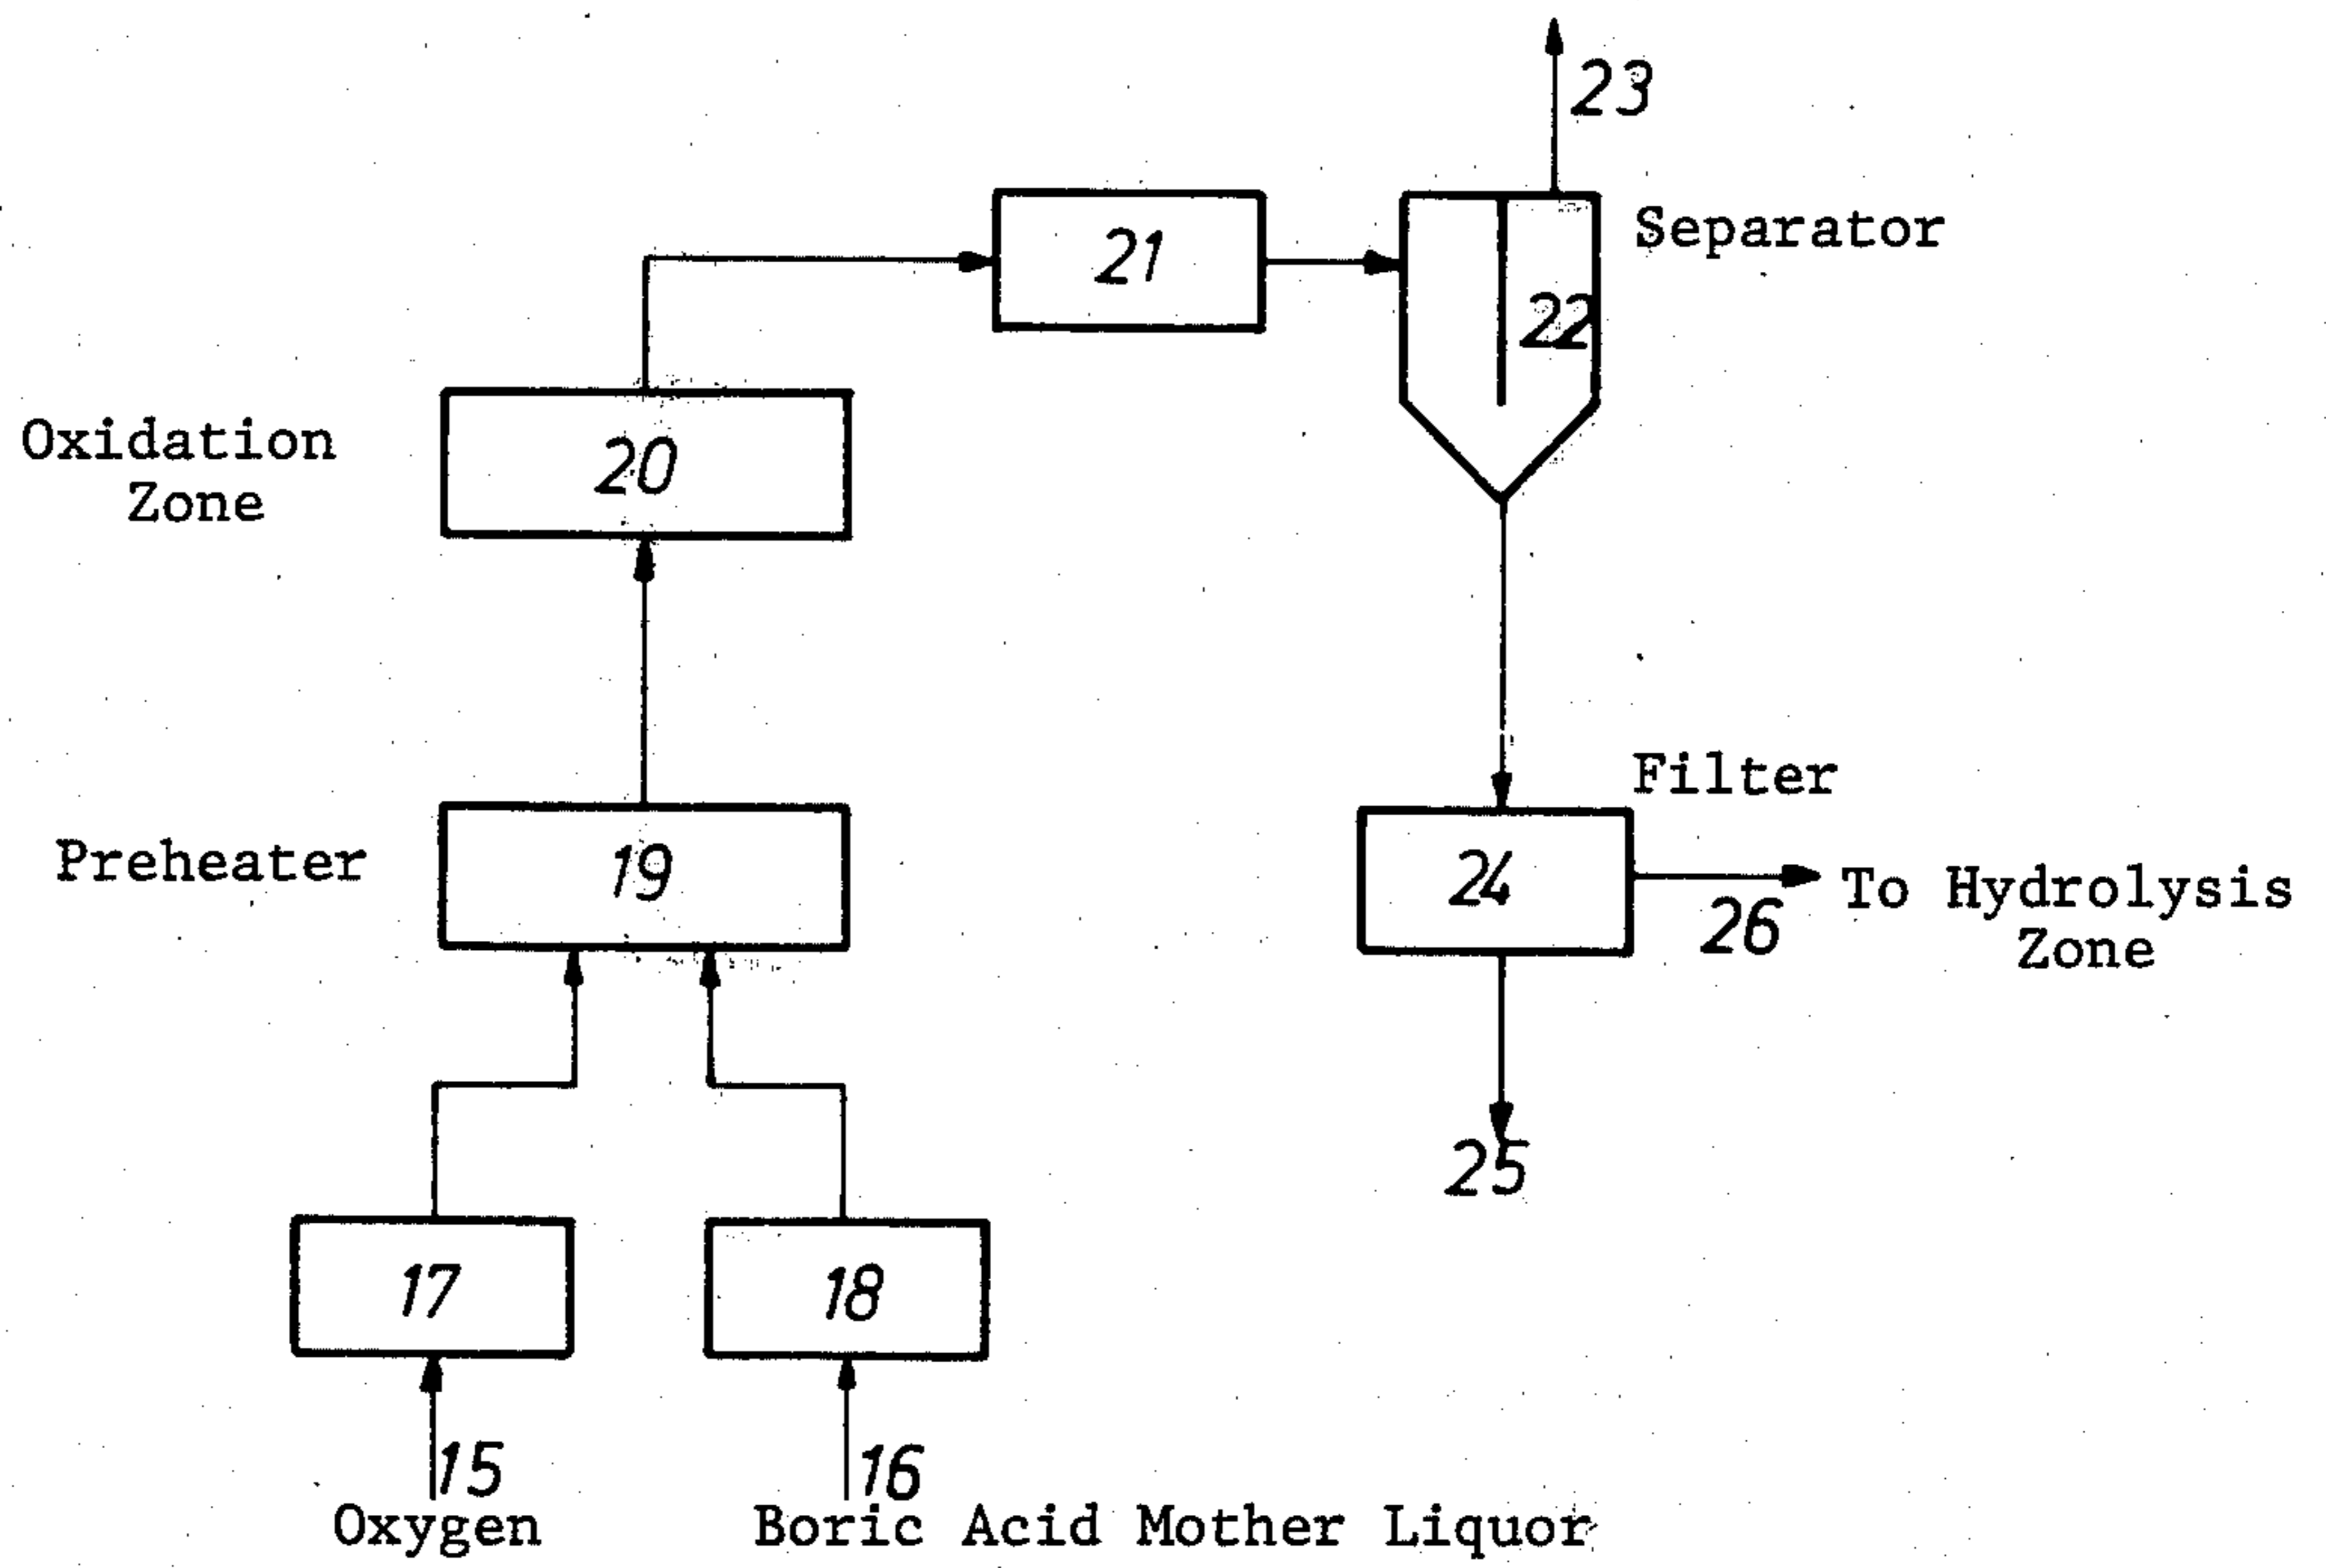 23
Separator
21
22
Oxidation
Zone
20
Filter
Preheater
19
24
To Hydrolysis
Zone
26
25
17
18
15
16
Oxygen
Boric Acid Mother Liquor